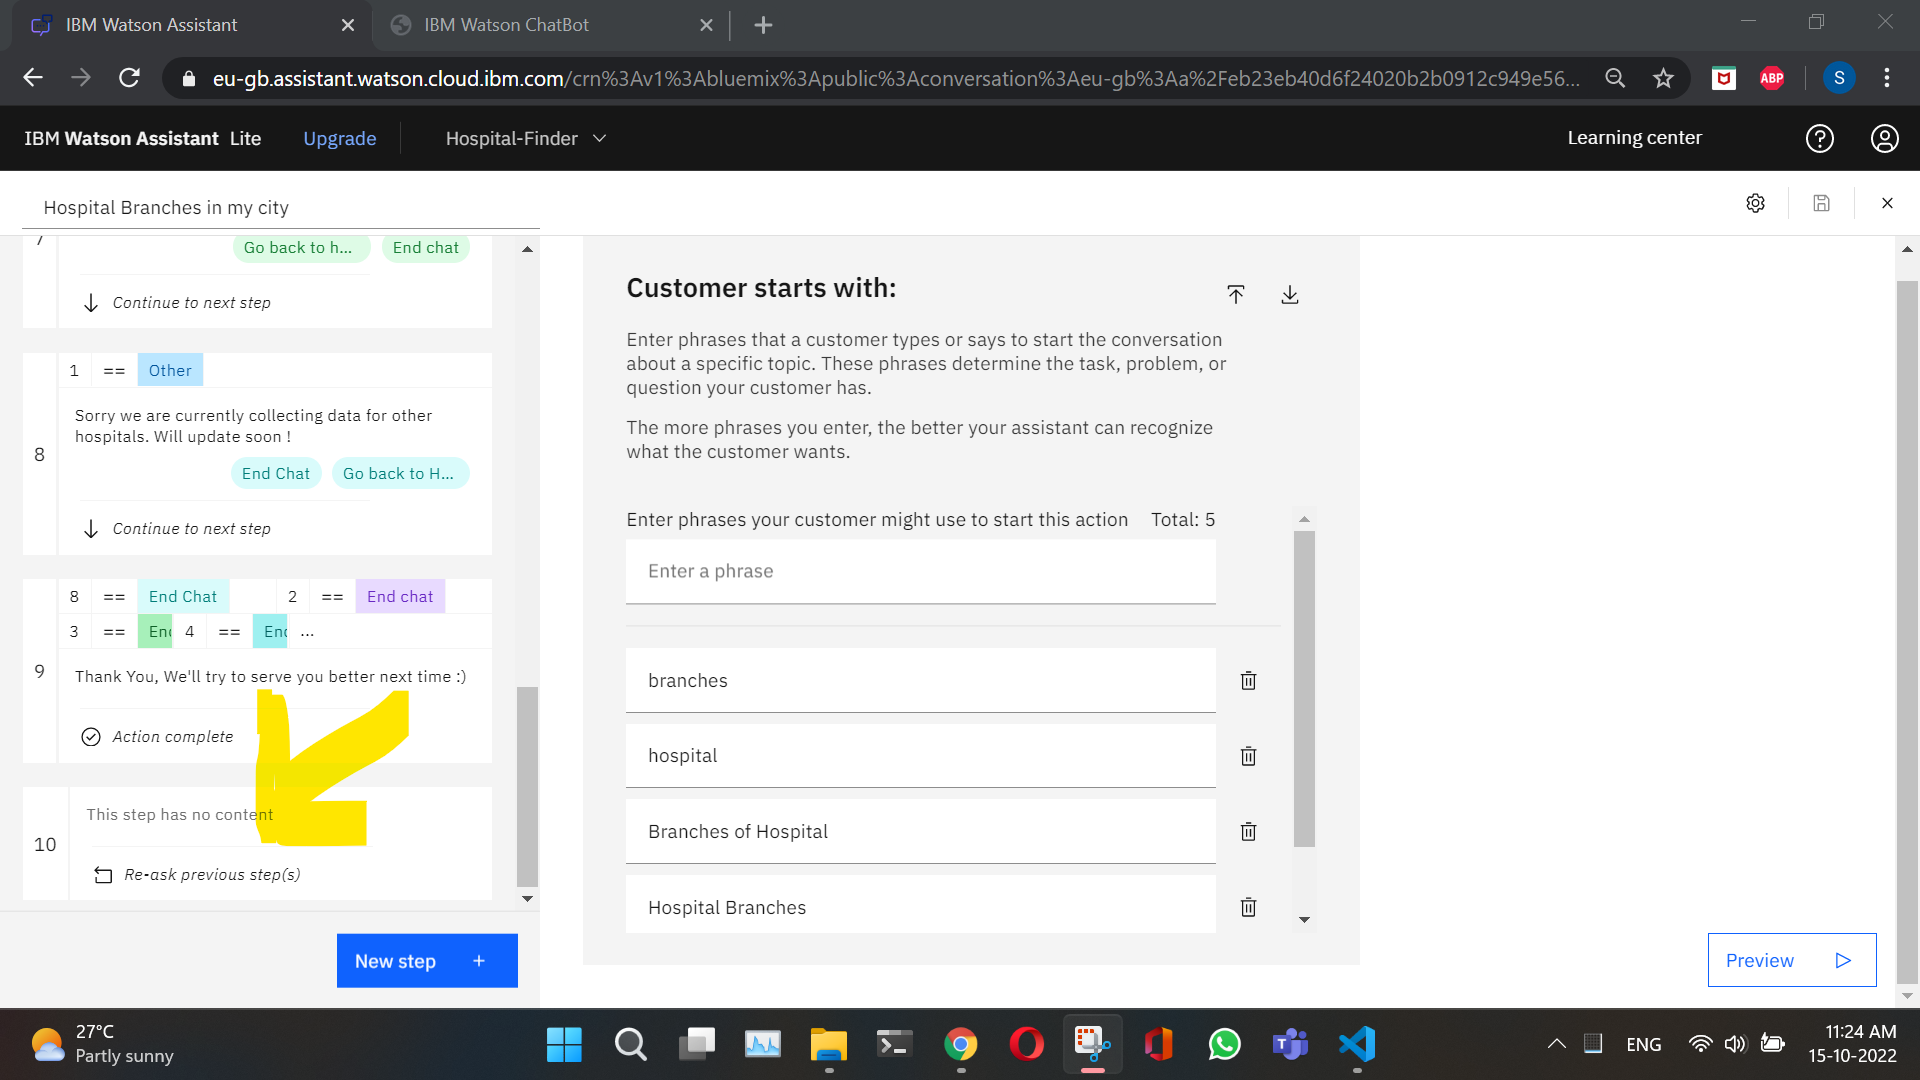 IBM Watson Assistant
IBM Watson ChatBot
eu-gb.assistant.watson.cloud.ibm.com/crn%3Av1%3Abluemix%3Apublic%3Aconversation%3Aeu-gb%3Aa%2Feb23eb40d6f24020b2b0912c949e56...
ABP
S
IBM Watson Assistant Lite
Upgrade
Hospital-Finder
Learning center
Hospital Branches in my city
7
Go back to h...
End chat
Continue to next step
1 == Other
8
Sorry we are currently collecting data for other
hospitals. Will update soon !
End Chat
Go back to H...
Continue to next step
8 == End Chat 2 == End chat
3 == End 4 == End ...
9
Thank You, We'll try to serve you better next time :)
Action complete
10
This step has no content
Re-ask previous step(s)
New step +
Customer starts with:
Enter phrases that a customer types or says to start the conversation
about a specific topic. These phrases determine the task, problem, or
question your customer has.
The more phrases you enter, the better your assistant can recognize
what the customer wants.
Enter phrases your customer might use to start this action Total: 5
Enter a phrase
branches
hospital
Branches of Hospital
Hospital Branches
Preview
27°C
Partly sunny
ENG
11:24 AM
15-10-2022